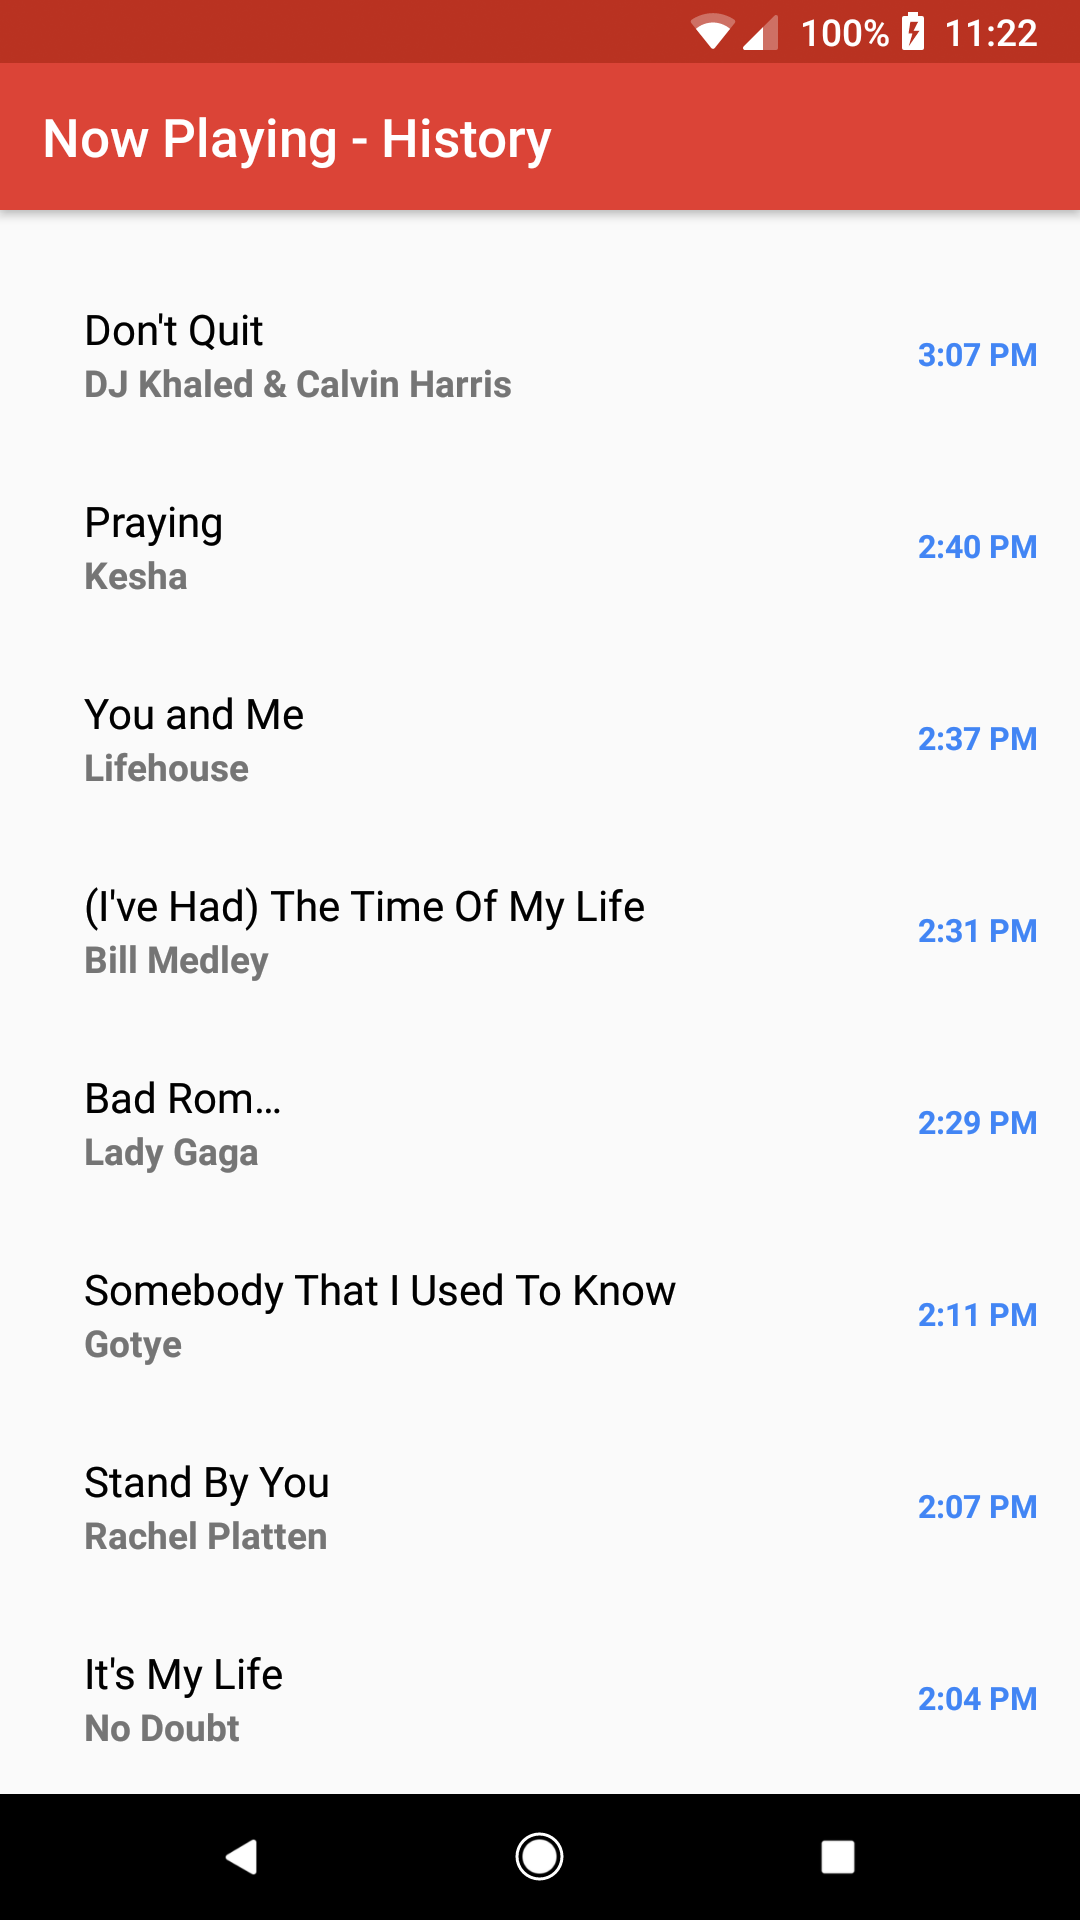 100% 11:22
Now Playing - History
Don't Quit
DJ Khaled & Calvin Harris
3:07 PM
Praying
Kesha
2:40 PM
You and Me
Lifehouse
2:37 PM
(I've Had) The Time Of My Life
Bill Medley
2:31 PM
Bad Rom...
Lady Gaga
2:29 PM
Somebody That I Used To Know
Gotye
2:11 PM
Stand By You
Rachel Platten
2:07 PM
It's My Life
No Doubt
2:04 PM